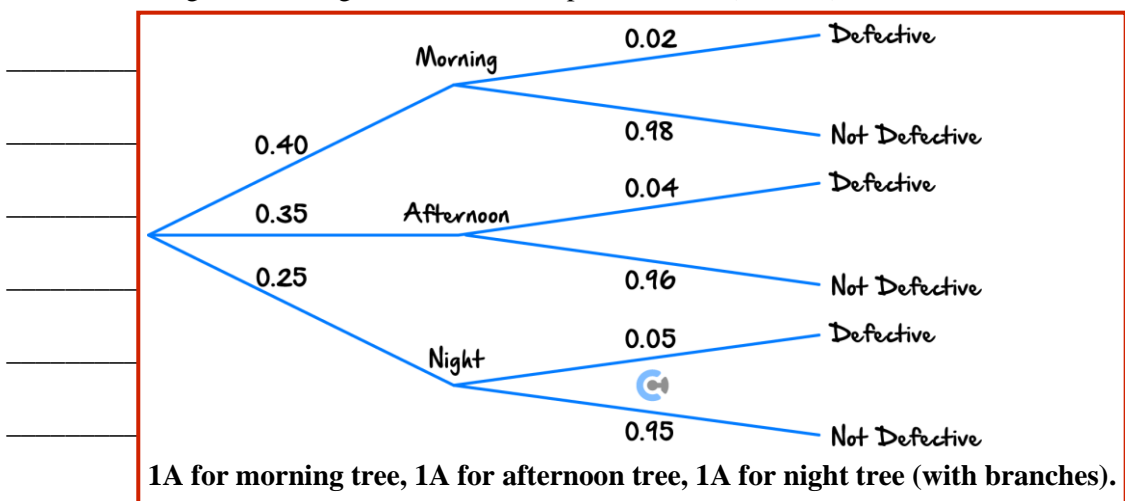 0.02 Defective
Morning
0.98 Not Defective
0.40
0.04 Defective
0.35 Afternoon
0.96 Not Defective
0.25
0.05 Defective
Night
0.95 Not Defective
1A for morning tree, 1A for afternoon tree, 1A for night tree (with branches).